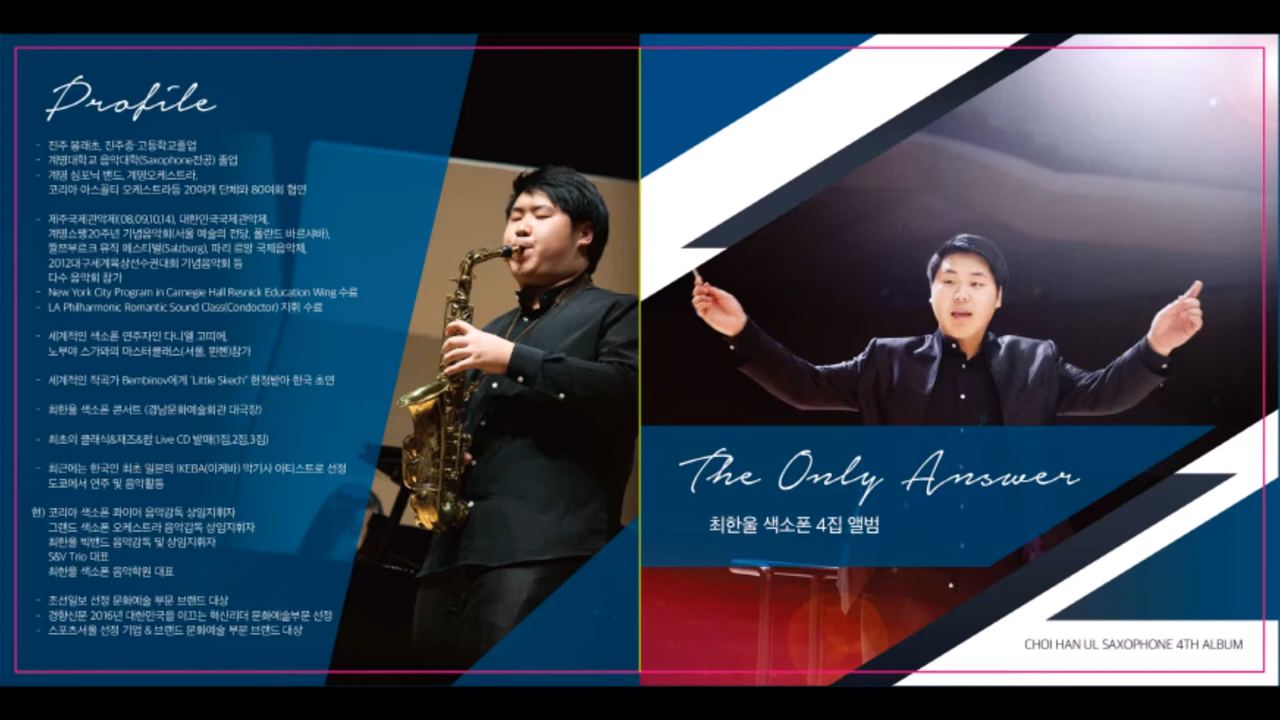 Profile
- 진주 봉래초, 진주중·고등학교졸업
- 계명대학교 음악대학(Saxophone전공) 졸업
- 계명 심포닉 밴드, 계명오케스트라,
코리아 아스꼴티 오케스트라등 20여개 단체와 80여회 협연
- 제주국제관악제('08,09,10,14), 대한민국국제관악제,
계명쇼팽20주년 기념음악회(서울 예술의 전당, 폴란드 바르샤바),
짤쯔부르크 뮤직 페스티벌(Salzburg), 파리 르망 국제음악제,
2012대구세계육상선수권대회 기념음악회 등
다수 음악회 참가
- New York City Program in Carnegie Hall Resnick Education Wing 수료
- LA Philharmonic Romantic Sound Class(Condoctor) 지휘 수료
- 세계적인 색소폰 연주자인 다니엘 고띠에,
노부야 스가와의 마스터클래스(서울, 뮌헨)참가
- 세계적인 작곡가 Bembinov에게 "Little Skech" 헌정받아 한국 초연
- 최한울 색소폰 콘서트 (경남문화예술회관 대극장)
- 최초의 클래식&재즈&팝 Live CD 발매(1집,2집,3집)
- 최근에는 한국인 최초 일본의 IKEBA(이케바) 악기사 아티스트로 선정
도쿄에서 연주 및 음악활동
현) 코리아 색소폰 콰이어 음악감독 상임지휘자
그랜드 색소폰 오케스트라 음악감독 상임지휘자
최한울 빅밴드 음악감독 및 상임지휘자
S&V Trio 대표
최한울 색소폰 음악학원 대표
- 조선일보 선정 문화예술 부문 브랜드 대상
- 경향신문 2016년 대한민국을 이끄는 혁신리더 문화예술부문 선정
- 스포츠서울 선정 기업 & 브랜드 문화예술 부문 브랜드 대상
The Only Answer
최한울 색소폰 4집 앨범
CHOI HAN UL SAXOPHONE 4TH ALBUM